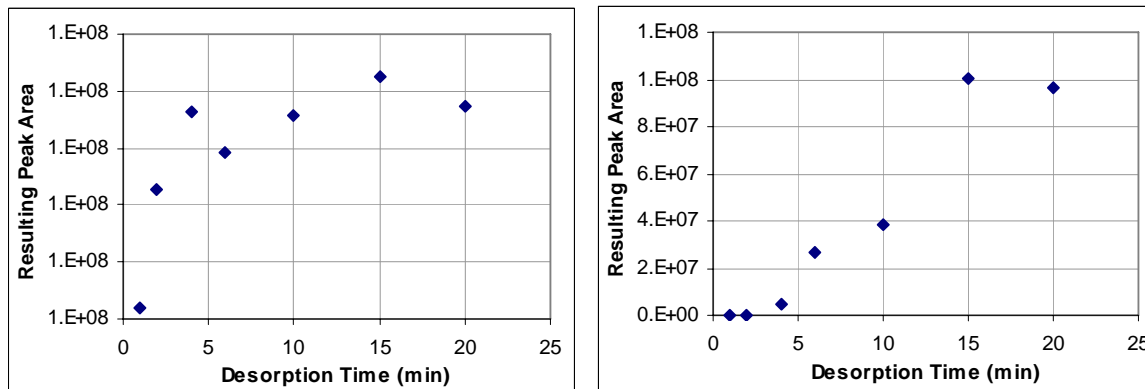 Resulting Peak Area
1.E+08
1.E+08
1.E+08
1.E+08
1.E+08
1.E+08
0 5 10 15 20 25
Desorption Time (min)
Resulting Peak Area
1.E+08
1.E+08
8.E+07
6.E+07
4.E+07
2.E+07
0.E+00
0 5 10 15 20 25
Desorption Time (min)